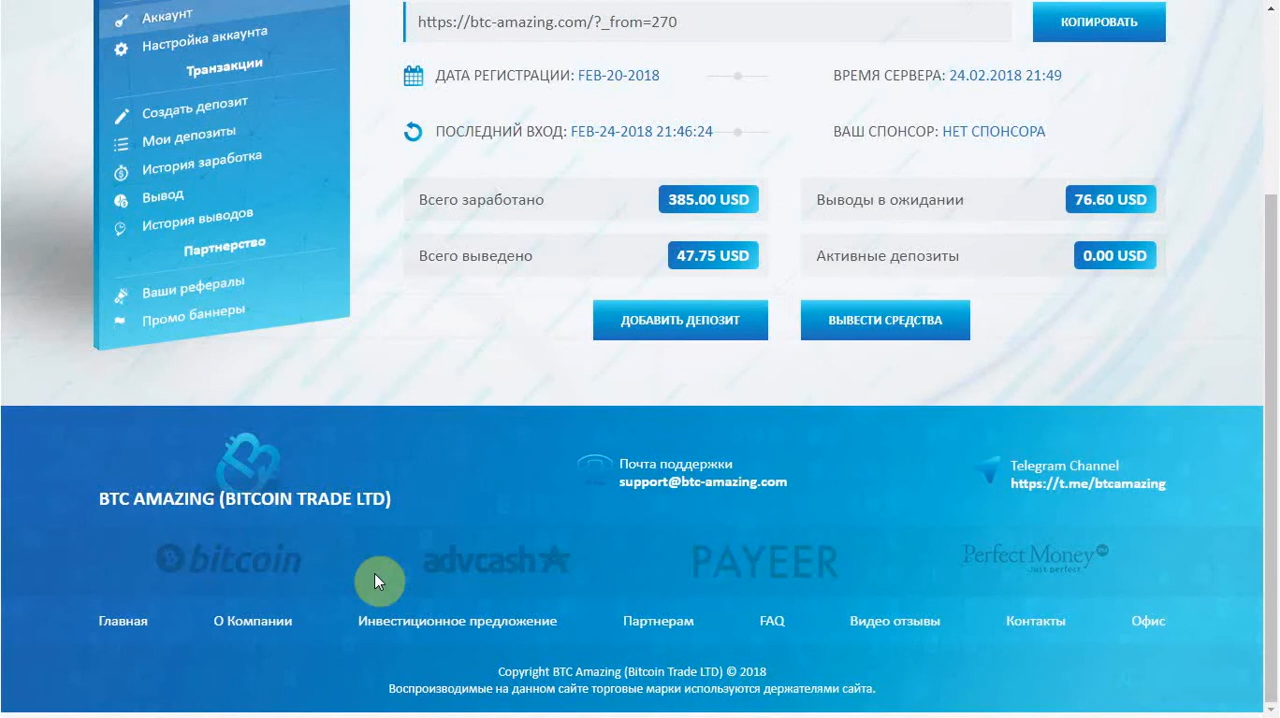 Аккаунт
Настройка аккаунта
Транзакции
Создать депозит
Мои депозиты
История заработка
Вывод
История выводов
Партнерство
Ваши рефералы
Промо баннеры
https://btc-amazing.com/?_from=270
КОПИРОВАТЬ
ДАТА РЕГИСТРАЦИИ: FEB-20-2018
ВРЕМЯ СЕРВЕРА: 24.02.2018 21:49
ПОСЛЕДНИЙ ВХОД: FEB-24-2018 21:46:24
ВАШ СПОНСОР: НЕТ СПОНСОРА
Всего заработано 385.00 USD
Выводы в ожидании 76.60 USD
Всего выведено 47.75 USD
Активные депозиты 0.00 USD
ДОБАВИТЬ ДЕПОЗИТ
ВЫВЕСТИ СРЕДСТВА
BTC AMAZING (BITCOIN TRADE LTD)
Почта поддержки
support@btc-amazing.com
Telegram Channel
https://t.me/btcamazing
bitcoin
advcash
PAYEER
Perfect Money PM
Just perfect.
Главная О Компании Инвестиционное предложение Партнерам FAQ Видео отзывы Контакты Офис
Copyright BTC Amazing (Bitcoin Trade LTD) © 2018
Воспроизводимые на данном сайте торговые марки используются держателями сайта.